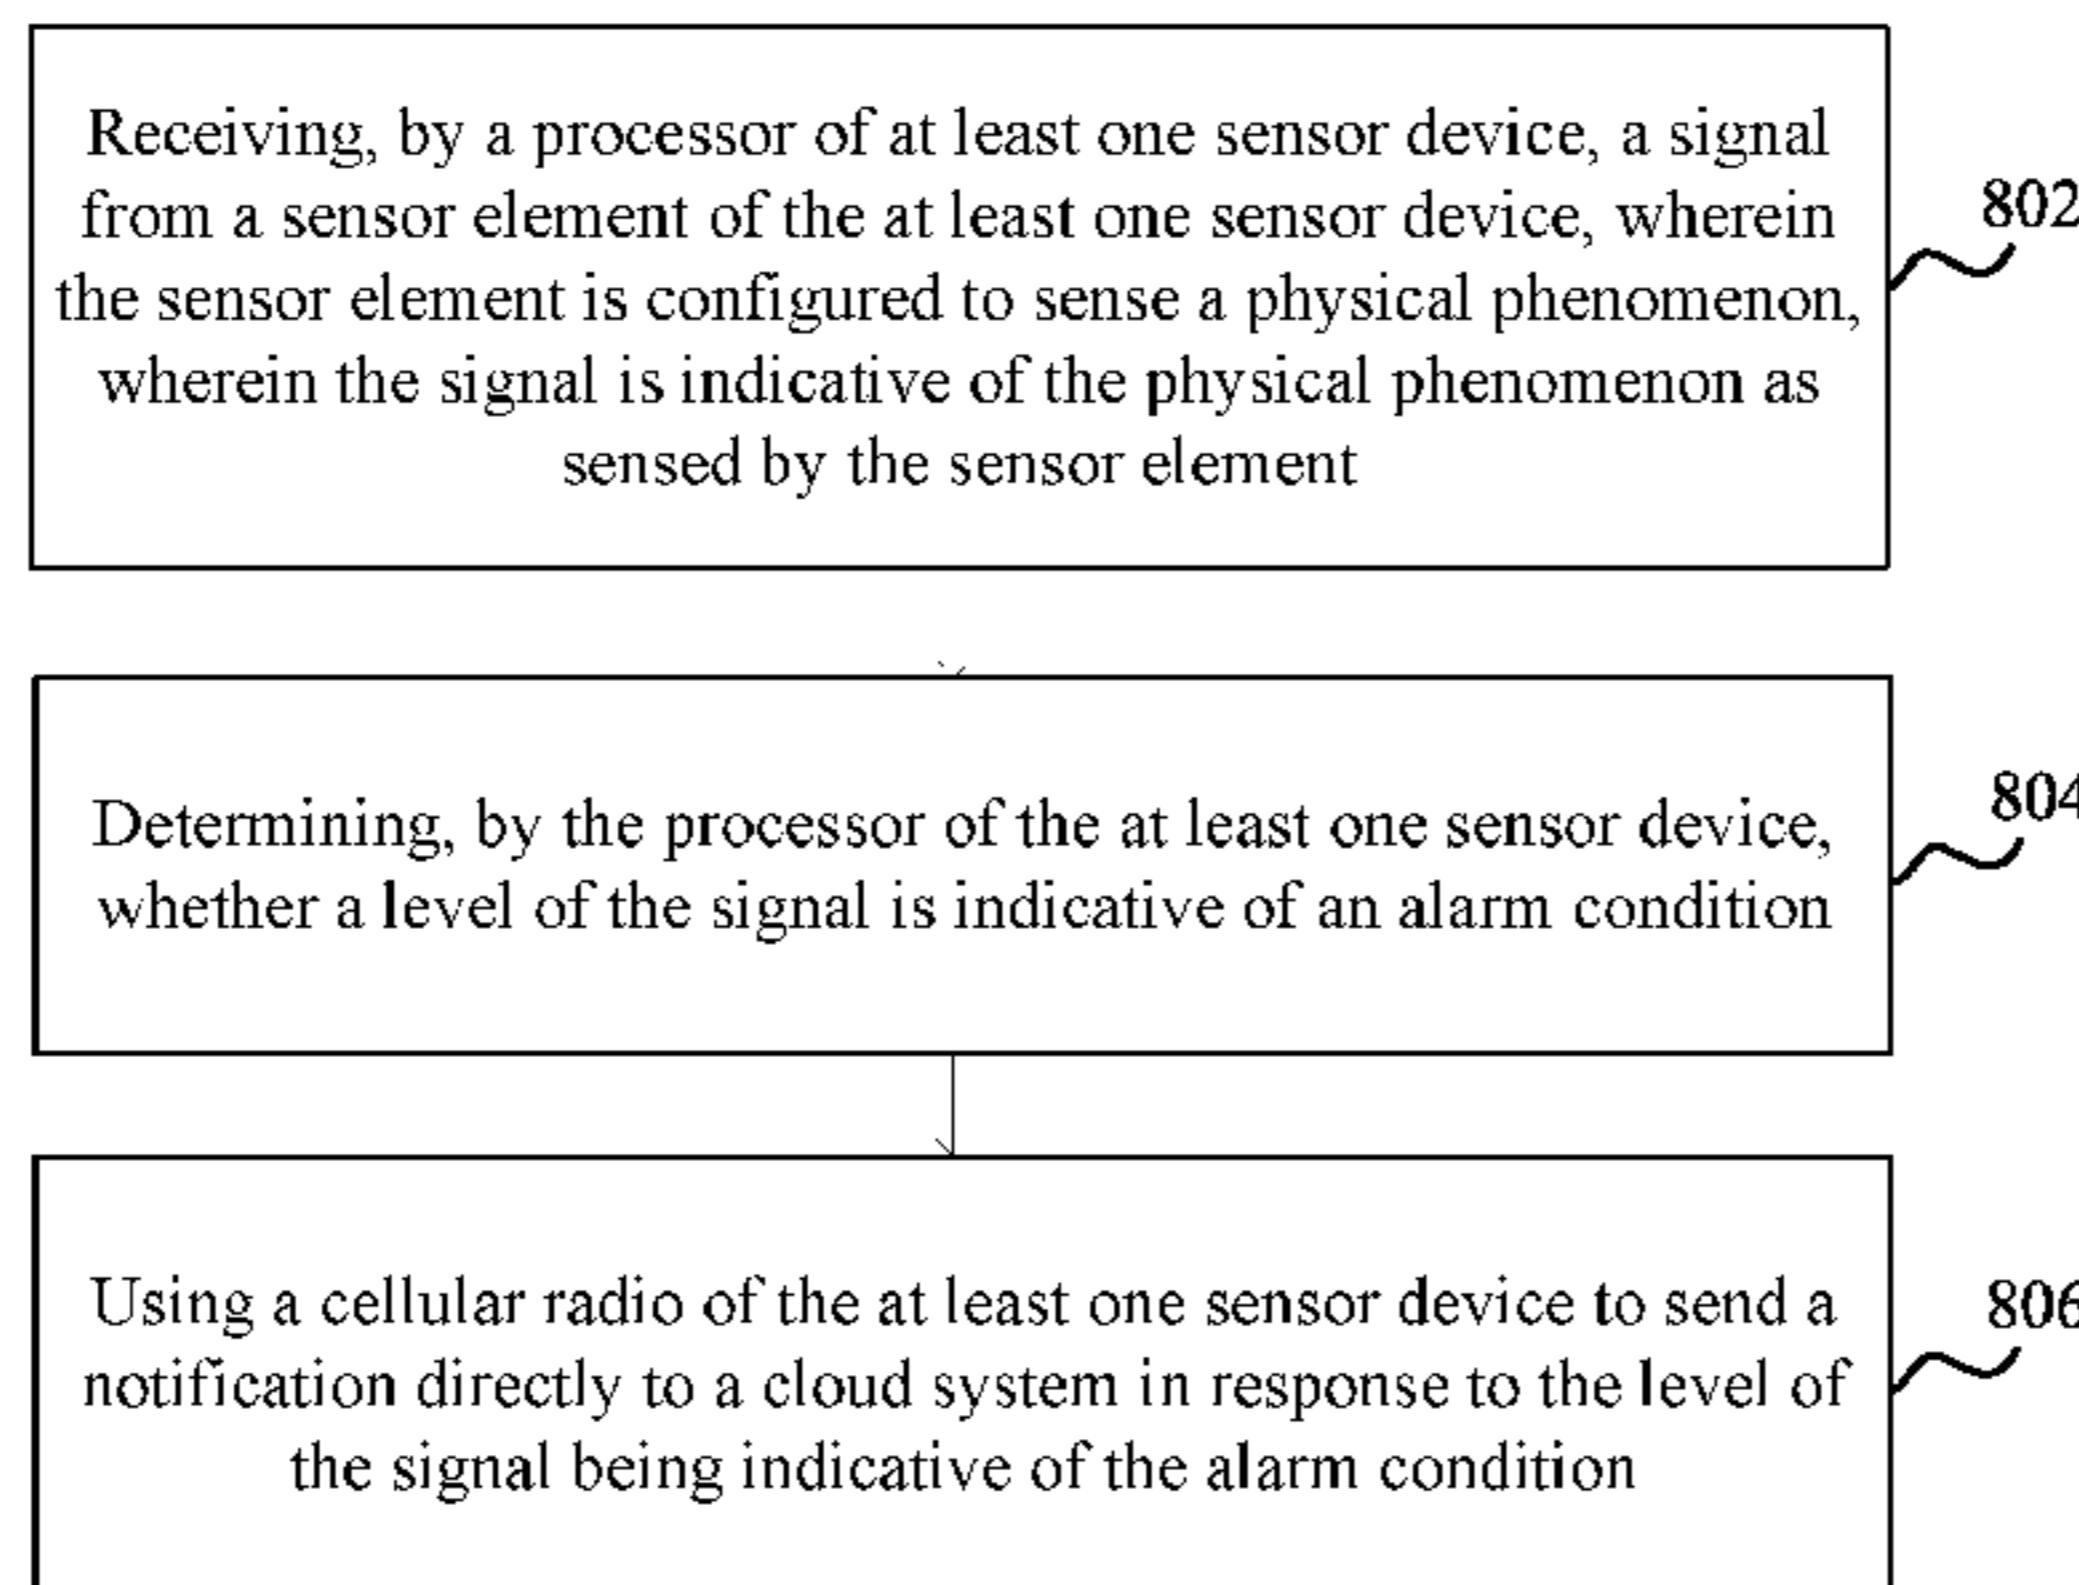 Receiving, by a processor of at least one sensor device, a signal
from a sensor element of the at least one sensor device, wherein
the sensor element is configured to sense a physical phenomenon,
wherein the signal is indicative of the physical phenomenon as
sensed by the sensor element
802
Determining, by the processor of the at least one sensor device,
whether a level of the signal is indicative of an alarm condition
804
Using a cellular radio of the at least one sensor device to send a
notification directly to a cloud system in response to the level of
the signal being indicative of the alarm condition
806